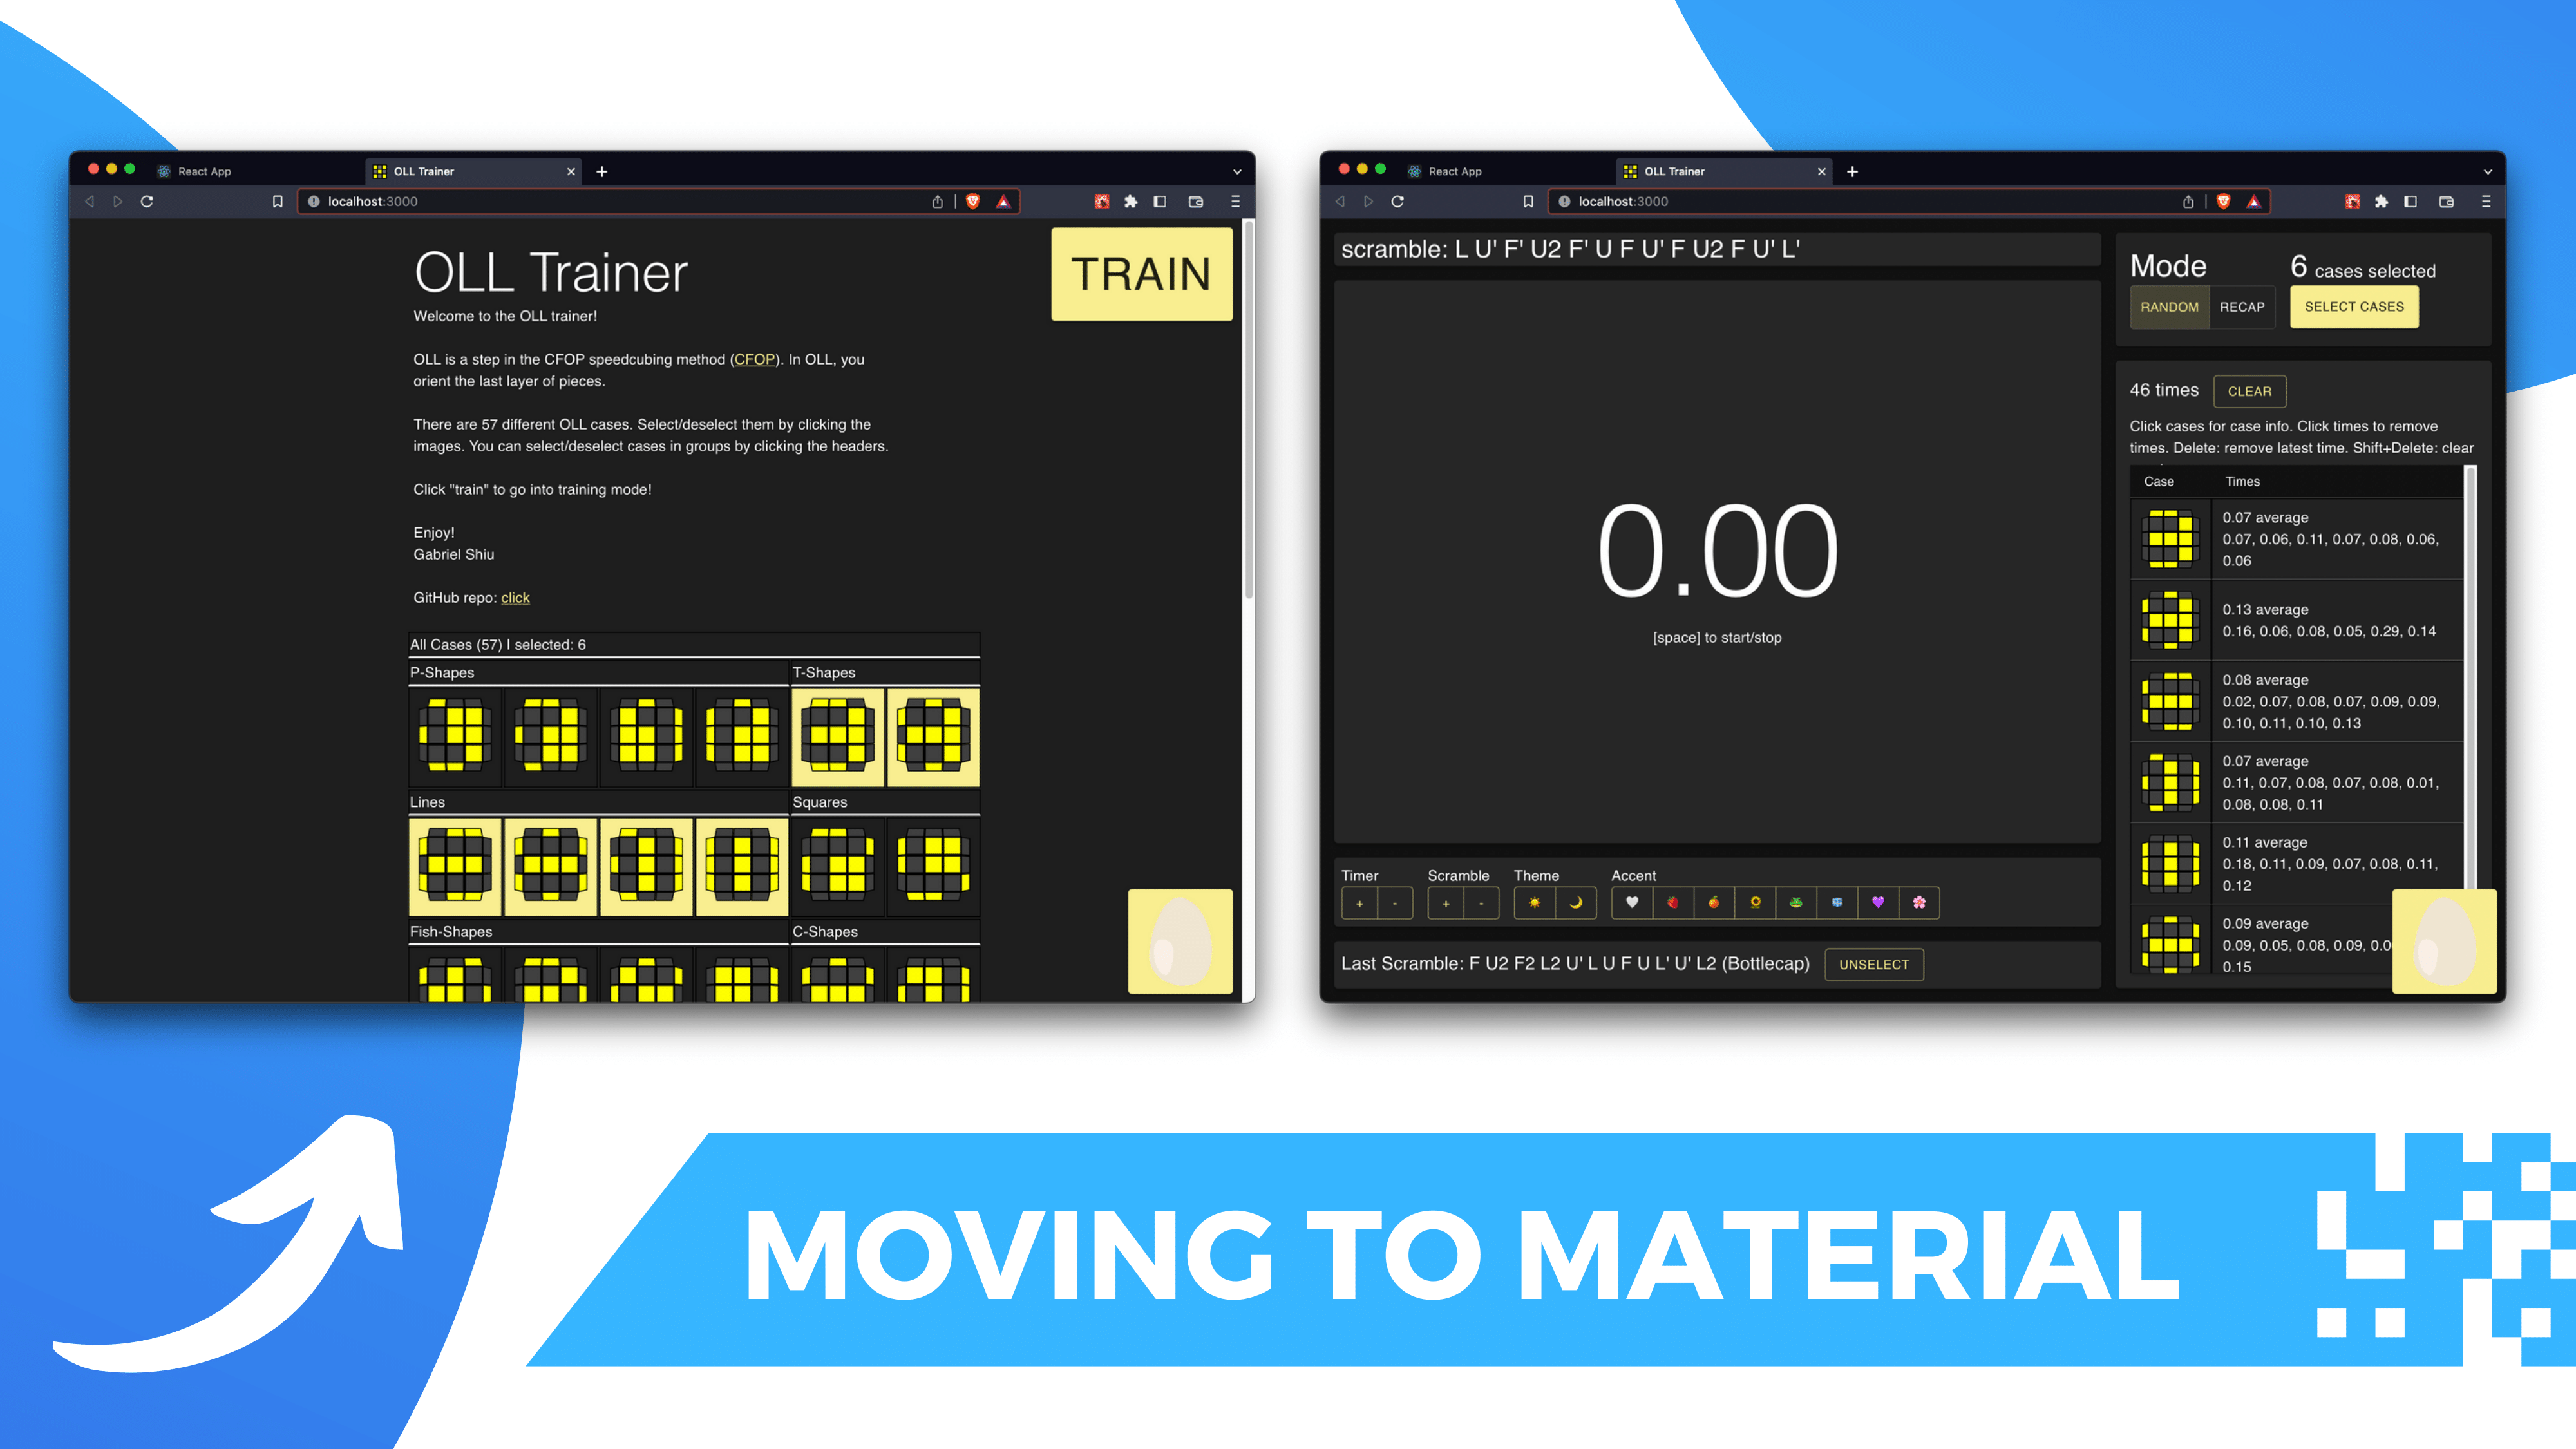 React App
OLL Trainer
localhost:3000
OLL Trainer
TRAIN
Welcome to the OLL trainer!
OLL is a step in the CFOP speedcubing method (CFOP). In OLL, you
orient the last layer of pieces.
There are 57 different OLL cases. Select/deselect them by clicking the
images. You can select/deselect cases in groups by clicking the headers.
Click "train" to go into training mode!
Enjoy!
Gabriel Shiu
GitHub repo: click
All Cases (57) | selected: 6
P-Shapes
T-Shapes
Lines
Squares
Fish-Shapes
C-Shapes
React App
OLL Trainer
localhost:3000
scramble: L U' F' U2 F' U F U' F U2 F U' L'
0.00
[space] to start/stop
Timer
+ -
Scramble
+ -
Theme
Accent
Last Scramble: F U2 F2 L2 U' L U F U L' U' L2 (Bottlecap)
UNSELECT
Mode
RANDOM
RECAP
6 cases selected
SELECT CASES
46 times
CLEAR
Click cases for case info. Click times to remove
times. Delete: remove latest time. Shift+Delete: clear
Case
Times
0.07 average
0.07, 0.06, 0.11, 0.07, 0.08, 0.06,
0.06
0.13 average
0.16, 0.06, 0.08, 0.05, 0.29, 0.14
0.08 average
0.02, 0.07, 0.08, 0.07, 0.09, 0.09,
0.10, 0.11, 0.10, 0.13
0.07 average
0.11, 0.07, 0.08, 0.07, 0.08, 0.01,
0.08, 0.08, 0.11
0.11 average
0.18, 0.11, 0.09, 0.07, 0.08, 0.11,
0.12
0.09 average
0.09, 0.05, 0.08, 0.09,
0.15
MOVING TO MATERIAL